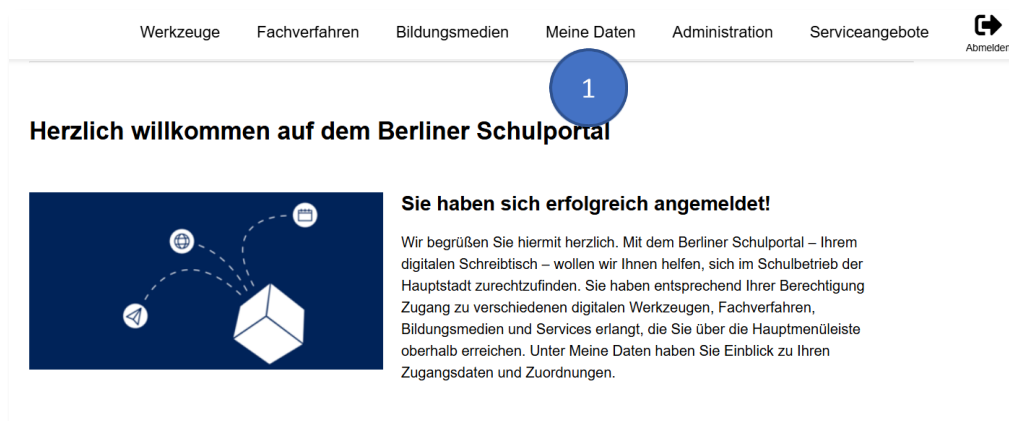 Werkzeuge Fachverfahren Bildungsmedien Meine Daten Administration Serviceangebote
Abmelden
1
Herzlich willkommen auf dem Berliner Schulportal
Sie haben sich erfolgreich angemeldet!
Wir begrüßen Sie hiermit herzlich. Mit dem Berliner Schulportal – Ihrem
digitalen Schreibtisch – wollen wir Ihnen helfen, sich im Schulbetrieb der
Hauptstadt zurechtzufinden. Sie haben entsprechend Ihrer Berechtigung
Zugang zu verschiedenen digitalen Werkzeugen, Fachverfahren,
Bildungsmedien und Services erlangt, die Sie über die Hauptmenüleiste
oberhalb erreichen. Unter Meine Daten haben Sie Einblick zu Ihren
Zugangsdaten und Zuordnungen.